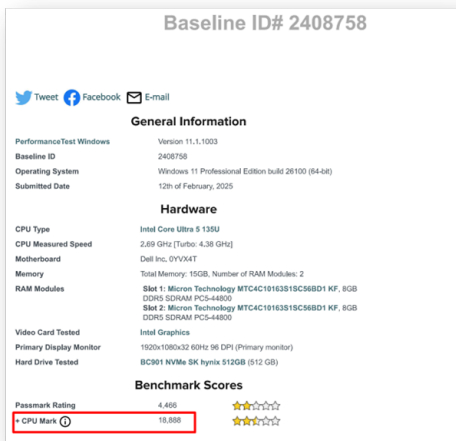 Baseline ID# 2408758
Tweet Facebook E-mail
General Information
PerformanceTest Windows Version 11.1.1003
Baseline ID 2408758
Operating System Windows 11 Professional Edition build 26100 (64-bit)
Submitted Date 12th of February, 2025
Hardware
CPU Type Intel Core Ultra 5 135U
CPU Measured Speed 2.69 GHz [Turbo: 4.38 GHz]
Motherboard Dell Inc. 0YVX4T
Memory Total Memory: 15GB, Number of RAM Modules: 2
RAM Modules Slot 1: Micron Technology MTC4C10163S1SC56BD1 KF, 8GB
DDR5 SDRAM PC5-44800
Slot 2: Micron Technology MTC4C10163S1SC56BD1 KF, 8GB
DDR5 SDRAM PC5-44800
Video Card Tested Intel Graphics
Primary Display Monitor 1920x1080x32 60Hz 96 DPI (Primary monitor)
Hard Drive Tested BC901 NVMe SK hynix 512GB (512 GB)
Benchmark Scores
Passmark Rating 4,466
+ CPU Mark 18,888